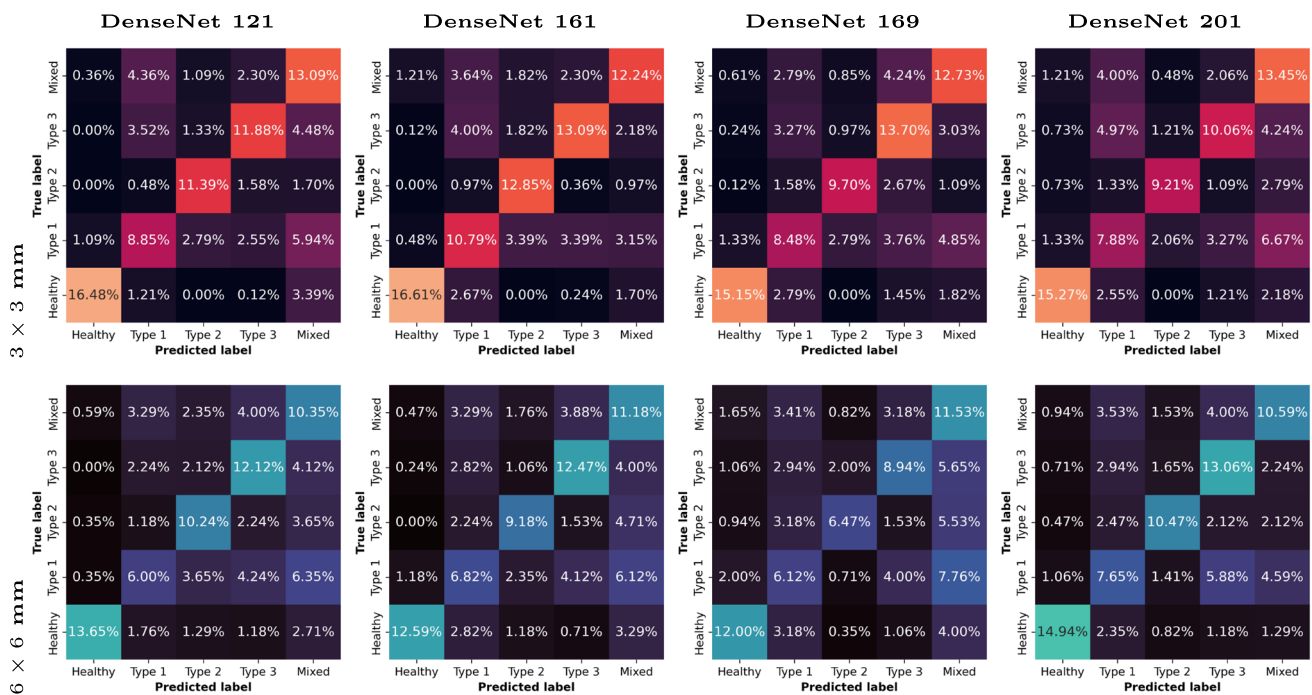 DenseNet 121 DenseNet 161 DenseNet 169 DenseNet 201
3 × 3 mm
True label
Mixed 0.36% 4.36% 1.09% 2.30% 13.09%
Type 3 0.00% 3.52% 1.33% 11.88% 4.48%
Type 2 0.00% 0.48% 11.39% 1.58% 1.70%
Type 1 1.09% 8.85% 2.79% 2.55% 5.94%
Healthy 16.48% 1.21% 0.00% 0.12% 3.39%
Healthy Type 1 Type 2 Type 3 Mixed
Predicted label
True label
Mixed 1.21% 3.64% 1.82% 2.30% 12.24%
Type 3 0.12% 4.00% 1.82% 13.09% 2.18%
Type 2 0.00% 0.97% 12.85% 0.36% 0.97%
Type 1 0.48% 10.79% 3.39% 3.39% 3.15%
Healthy 16.61% 2.67% 0.00% 0.24% 1.70%
Healthy Type 1 Type 2 Type 3 Mixed
Predicted label
True label
Mixed 0.61% 2.79% 0.85% 4.24% 12.73%
Type 3 0.24% 3.27% 0.97% 13.70% 3.03%
Type 2 0.12% 1.58% 9.70% 2.67% 1.09%
Type 1 1.33% 8.48% 2.79% 3.76% 4.85%
Healthy 15.15% 2.79% 0.00% 1.45% 1.82%
Healthy Type 1 Type 2 Type 3 Mixed
Predicted label
True label
Mixed 1.21% 4.00% 0.48% 2.06% 13.45%
Type 3 0.73% 4.97% 1.21% 10.06% 4.24%
Type 2 0.73% 1.33% 9.21% 1.09% 2.79%
Type 1 1.33% 7.88% 2.06% 3.27% 6.67%
Healthy 15.27% 2.55% 0.00% 1.21% 2.18%
Healthy Type 1 Type 2 Type 3 Mixed
Predicted label
6 × 6 mm
True label
Mixed 0.59% 3.29% 2.35% 4.00% 10.35%
Type 3 0.00% 2.24% 2.12% 12.12% 4.12%
Type 2 0.35% 1.18% 10.24% 2.24% 3.65%
Type 1 0.35% 6.00% 3.65% 4.24% 6.35%
Healthy 13.65% 1.76% 1.29% 1.18% 2.71%
Healthy Type 1 Type 2 Type 3 Mixed
Predicted label
True label
Mixed 0.47% 3.29% 1.76% 3.88% 11.18%
Type 3 0.24% 2.82% 1.06% 12.47% 4.00%
Type 2 0.00% 2.24% 9.18% 1.53% 4.71%
Type 1 1.18% 6.82% 2.35% 4.12% 6.12%
Healthy 12.59% 2.82% 1.18% 0.71% 3.29%
Healthy Type 1 Type 2 Type 3 Mixed
Predicted label
True label
Mixed 1.65% 3.41% 0.82% 3.18% 11.53%
Type 3 1.06% 2.94% 2.00% 8.94% 5.65%
Type 2 0.94% 3.18% 6.47% 1.53% 5.53%
Type 1 2.00% 6.12% 0.71% 4.00% 7.76%
Healthy 12.00% 3.18% 0.35% 1.06% 4.00%
Healthy Type 1 Type 2 Type 3 Mixed
Predicted label
True label
Mixed 0.94% 3.53% 1.53% 4.00% 10.59%
Type 3 0.71% 2.94% 1.65% 13.06% 2.24%
Type 2 0.47% 2.47% 10.47% 2.12% 2.12%
Type 1 1.06% 7.65% 1.41% 5.88% 4.59%
Healthy 14.94% 2.35% 0.82% 1.18% 1.29%
Healthy Type 1 Type 2 Type 3 Mixed
Predicted label